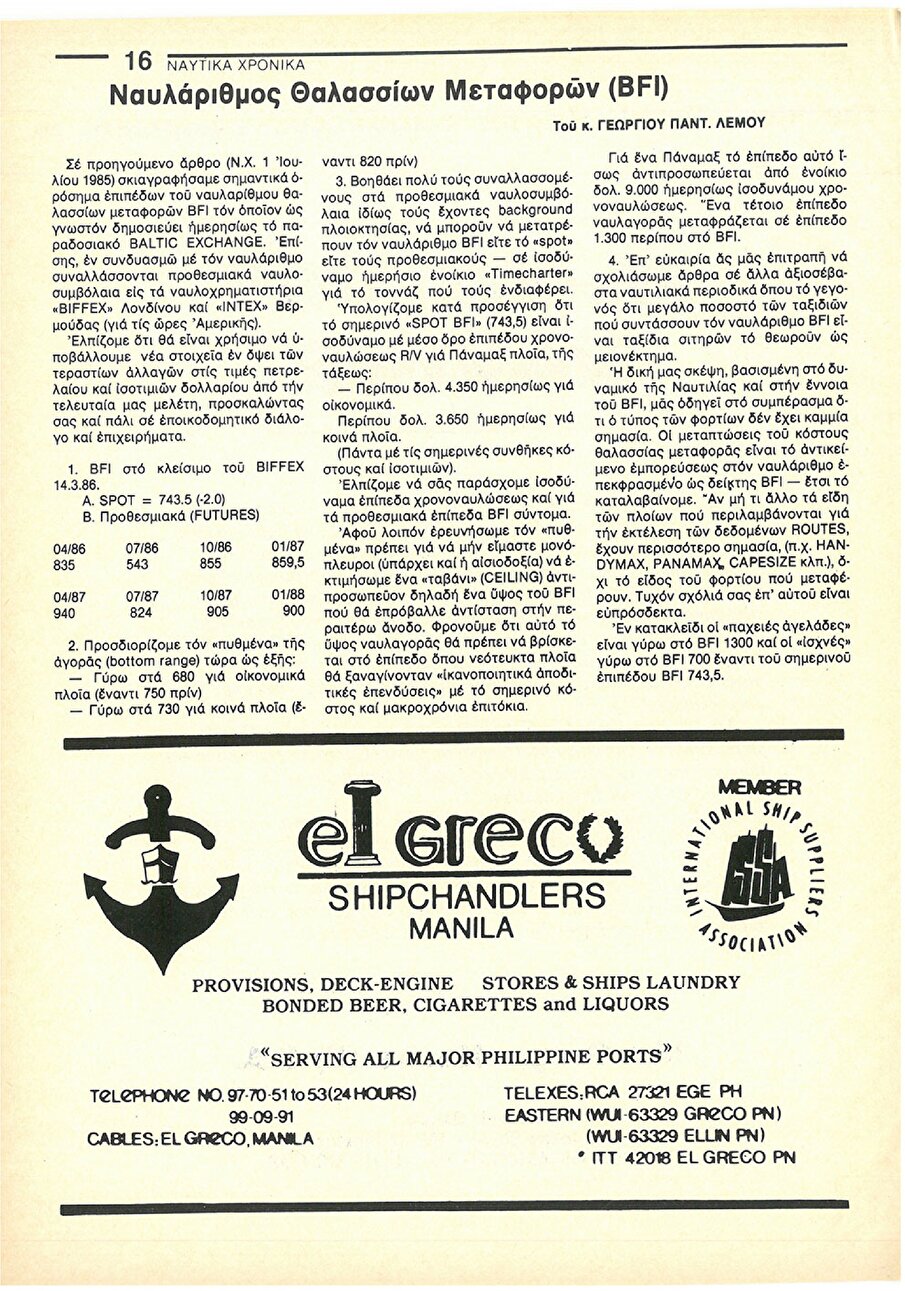 16 ΝΑΥΤΙΚΑ ΧΡΟΝΙΚΑ
Ναυλάριθμος Θαλασσίων Μεταφορῶν (BFI)
Τοῦ κ. ΓΕΩΡΓΙΟΥ ΠΑΝΤ. ΛΕΜΟΥ
Σέ προηγούμενο ἄρθρο (Ν.Χ. 1 Ἰου-
λίου 1985) σκιαγραφήσαμε σημαντικά ὁ-
ρόσημα ἐπιπέδων τοῦ ναυλαρίθμου θα-
λασσίων μεταφορῶν BFI τόν ὁποῖον ὡς
γνωστόν δημοσιεύει ἡμερησίως τό πα-
ραδοσιακό BALTIC EXCHANGE. Ἐπί-
σης, ἐν συνδυασμῶ μέ τόν ναυλάριθμο
συναλλάσσονται προθεσμιακά ναυλο-
συμβόλαια εἰς τά ναυλοχρηματιστήρια
«BIFFEX» Λονδίνου καί «INTEX» Βερ-
μούδας (γιά τίς ὧρες Ἀμερικῆς).
Ἐλπίζομε ὅτι θά εἶναι χρήσιμο νά ὑ-
ποβάλλουμε νέα στοιχεῖα ἐν ὄψει τῶν
τεραστίων ἀλλαγῶν στίς τιμές πετρε-
λαίου καί ἰσοτιμιῶν δολλαρίου ἀπό τήν
τελευταία μας μελέτη, προσκαλώντας
σας καί πάλι σέ ἐποικοδομητικό διάλο-
γο καί ἐπιχειρήματα.
1. BFI στό κλείσιμο τοῦ BIFFEX
14.3.86.
A. SPOT = 743.5 (-2.0)
B. Προθεσμιακά (FUTURES)
04/86 07/86 10/86 01/87
835 543 855 859,5
04/87 07/87 10/87 01/88
940 824 905 900
2. Προσδιορίζομε τόν «πυθμένα» τῆς
ἀγορᾶς (bottom range) τώρα ὡς ἑξῆς:
— Γύρω στά 680 γιά οἰκονομικά
πλοῖα (ἔναντι 750 πρίν)
— Γύρω στά 730 γιά κοινά πλοῖα (ἔ-
ναντι 820 πρίν)
3. Βοηθάει πολύ τούς συναλλασσομέ-
νους στά προθεσμιακά ναυλοσυμβό-
λαια ἰδίως τούς ἔχοντες background
πλοιοκτησίας, νά μποροῦν νά μετατρέ-
πουν τόν ναυλάριθμο BFI εἴτε τό «spot»
εἴτε τούς προθεσμιακούς — σέ ἰσοδύ-
ναμο ἡμερήσιο ἐνοίκιο «Timecharter»
γιά τό τοννάζ πού τούς ἐνδιαφέρει.
Ὑπολογίζομε κατά προσέγγιση ὅτι
τό σημερινό «SPOT BFI» (743,5) εἶναι ἰ-
σοδύναμο μέ μέσο ὅρο ἐπιπέδου χρονο-
ναυλώσεως R/V γιά Πάναμαξ πλοῖα, τῆς
τάξεως:
— Περίπου δολ. 4.350 ἡμερησίως γιά
οἰκονομικά.
Περίπου δολ. 3.650 ἡμερησίως γιά
κοινά πλοῖα.
(Πάντα μέ τίς σημερινές συνθῆκες κό-
στους καί ἰσοτιμιῶν).
Ἐλπίζομε νά σᾶς παράσχομε ἰσοδύ-
ναμα ἐπίπεδα χρονοναυλώσεως καί γιά
τά προθεσμιακά ἐπίπεδα BFI σύντομα.
Ἀφοῦ λοιπόν ἐρευνήσωμε τόν «πυθ-
μένα» πρέπει γιά νά μήν εἴμαστε μονό-
πλευροι (ὑπάρχει καί ἡ αἰσιοδοξία) νά ἐ-
κτιμήσωμε ἕνα «ταβάνι» (CEILING) ἀντι-
προσωπεῦον δηλαδή ἕνα ὕψος τοῦ BFI
πού θά ἐπρόβαλλε ἀντίσταση στήν πε-
ραιτέρω ἄνοδο. Φρονοῦμε ὅτι αὐτό τό
ὕψος ναυλαγορᾶς θά πρέπει νά βρίσκε-
ται στό ἐπίπεδο ὅπου νεότευκτα πλοῖα
θά ξαναγίνονταν «ἱκανοποιητικά ἀποδι-
τικές ἐπενδύσεις» μέ τό σημερινό κό-
στος καί μακροχρόνια ἐπιτόκια.
Γιά ἕνα Πάναμαξ τό ἐπίπεδο αὐτό ἴ-
σως ἀντιπροσωπεύεται ἀπό ἐνοίκιο
δολ. 9.000 ἡμερησίως ἰσοδυνάμου χρο-
νοναυλώσεως. Ἕνα τέτοιο ἐπίπεδο
ναυλαγορᾶς μεταφράζεται σέ ἐπίπεδο
1.300 περίπου στό BFI.
4. Ἐπ' εὐκαιρία ἄς μᾶς ἐπιτραπῆ νά
σχολιάσωμε ἄρθρα σέ ἄλλα ἀξιοσέβα-
στα ναυτιλιακά περιοδικά ὅπου τό γεγο-
νός ὅτι μεγάλο ποσοστό τῶν ταξιδιῶν
πού συντάσσουν τόν ναυλάριθμο BFI εἶ-
ναι ταξίδια σιτηρῶν τό θεωροῦν ὡς
μειονέκτημα.
Ἡ δική μας σκέψη, βασισμένη στό δυ-
ναμικό τῆς Ναυτιλίας καί στήν ἔννοια
τοῦ BFI, μᾶς ὁδηγεῖ στό συμπέρασμα ὅ-
τι ὁ τύπος τῶν φορτίων δέν ἔχει καμμία
σημασία. Οἱ μεταπτώσεις τοῦ κόστους
θαλασσίας μεταφορᾶς εἶναι τό ἀντικεί-
μενο ἐμπορεύσεως στόν ναυλάριθμο ἐ-
πεκφρασμένο ὡς δείκτης BFI — ἔτσι τό
καταλαβαίνομε. Ἄν μή τι ἄλλο τά εἴδη
τῶν πλοίων πού περιλαμβάνονται γιά
τήν ἐκτέλεση τῶν δεδομένων ROUTES,
ἔχουν περισσότερο σημασία, (π.χ. HAN-
DYMAX, PANAMAX, CAPESIZE κλπ.), ὄ-
χι τό εἶδος τοῦ φορτίου πού μεταφέ-
ρουν. Τυχόν σχόλιά σας ἐπ' αὐτοῦ εἶναι
εὐπρόσδεκτα.
Ἐν κατακλεῖδι οἱ «παχειές ἀγελάδες»
εἶναι γύρω στό BFI 1300 καί οἱ «ἰσχνές»
γύρω στό BFI 700 ἔναντι τοῦ σημερινοῦ
ἐπιπέδου BFI 743,5.
el Greco
SHIPCHANDLERS
MANILA
MEMBER
INTERNATIONAL SHIP SUPPLIERS
ASSOCIATION
ISSA
PROVISIONS, DECK-ENGINE STORES & SHIPS LAUNDRY
BONDED BEER, CIGARETTES and LIQUORS
“SERVING ALL MAJOR PHILIPPINE PORTS”
TELEPHONE NO. 97-70-51 to 53 (24 HOURS)
99-09-91
CABLES: EL GRECO, MANILA
TELEXES: RCA 27321 EGE PH
EASTERN (WUI-63329 GRECO PN)
(WUI-63329 ELLIN PN)
* ITT 42018 EL GRECO PN